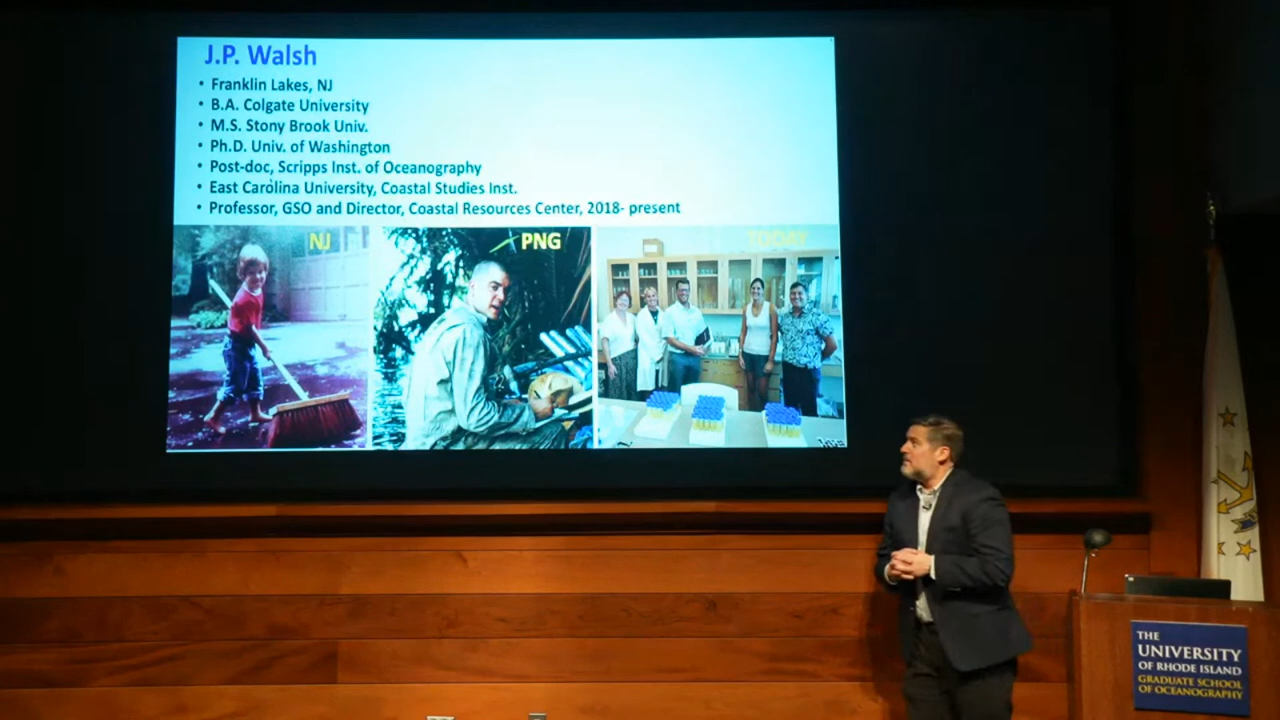 J.P. Walsh
• Franklin Lakes, NJ
• B.A. Colgate University
• M.S. Stony Brook Univ.
• Ph.D. Univ. of Washington
• Post-doc, Scripps Inst. of Oceanography
• East Carolina University, Coastal Studies Inst.
• Professor, GSO and Director, Coastal Resources Center, 2018- present
NJ
PNG
TODAY
THE
UNIVERSITY
OF RHODE ISLAND
GRADUATE SCHOOL
OF OCEANOGRAPHY